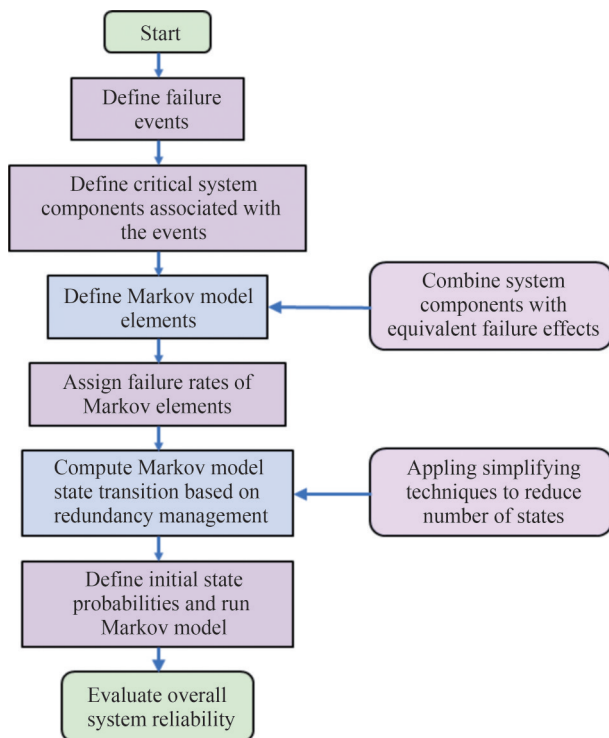 Start
Define failure
events
Define critical system
components associated with
the events
Define Markov model
elements
Combine system
components with
equivalent failure effects
Assign failure rates of
Markov elements
Compute Markov model
state transition based on
redundancy management
Appling simplifying
techniques to reduce
number of states
Define initial state
probabilities and run
Markov model
Evaluate overall
system reliability